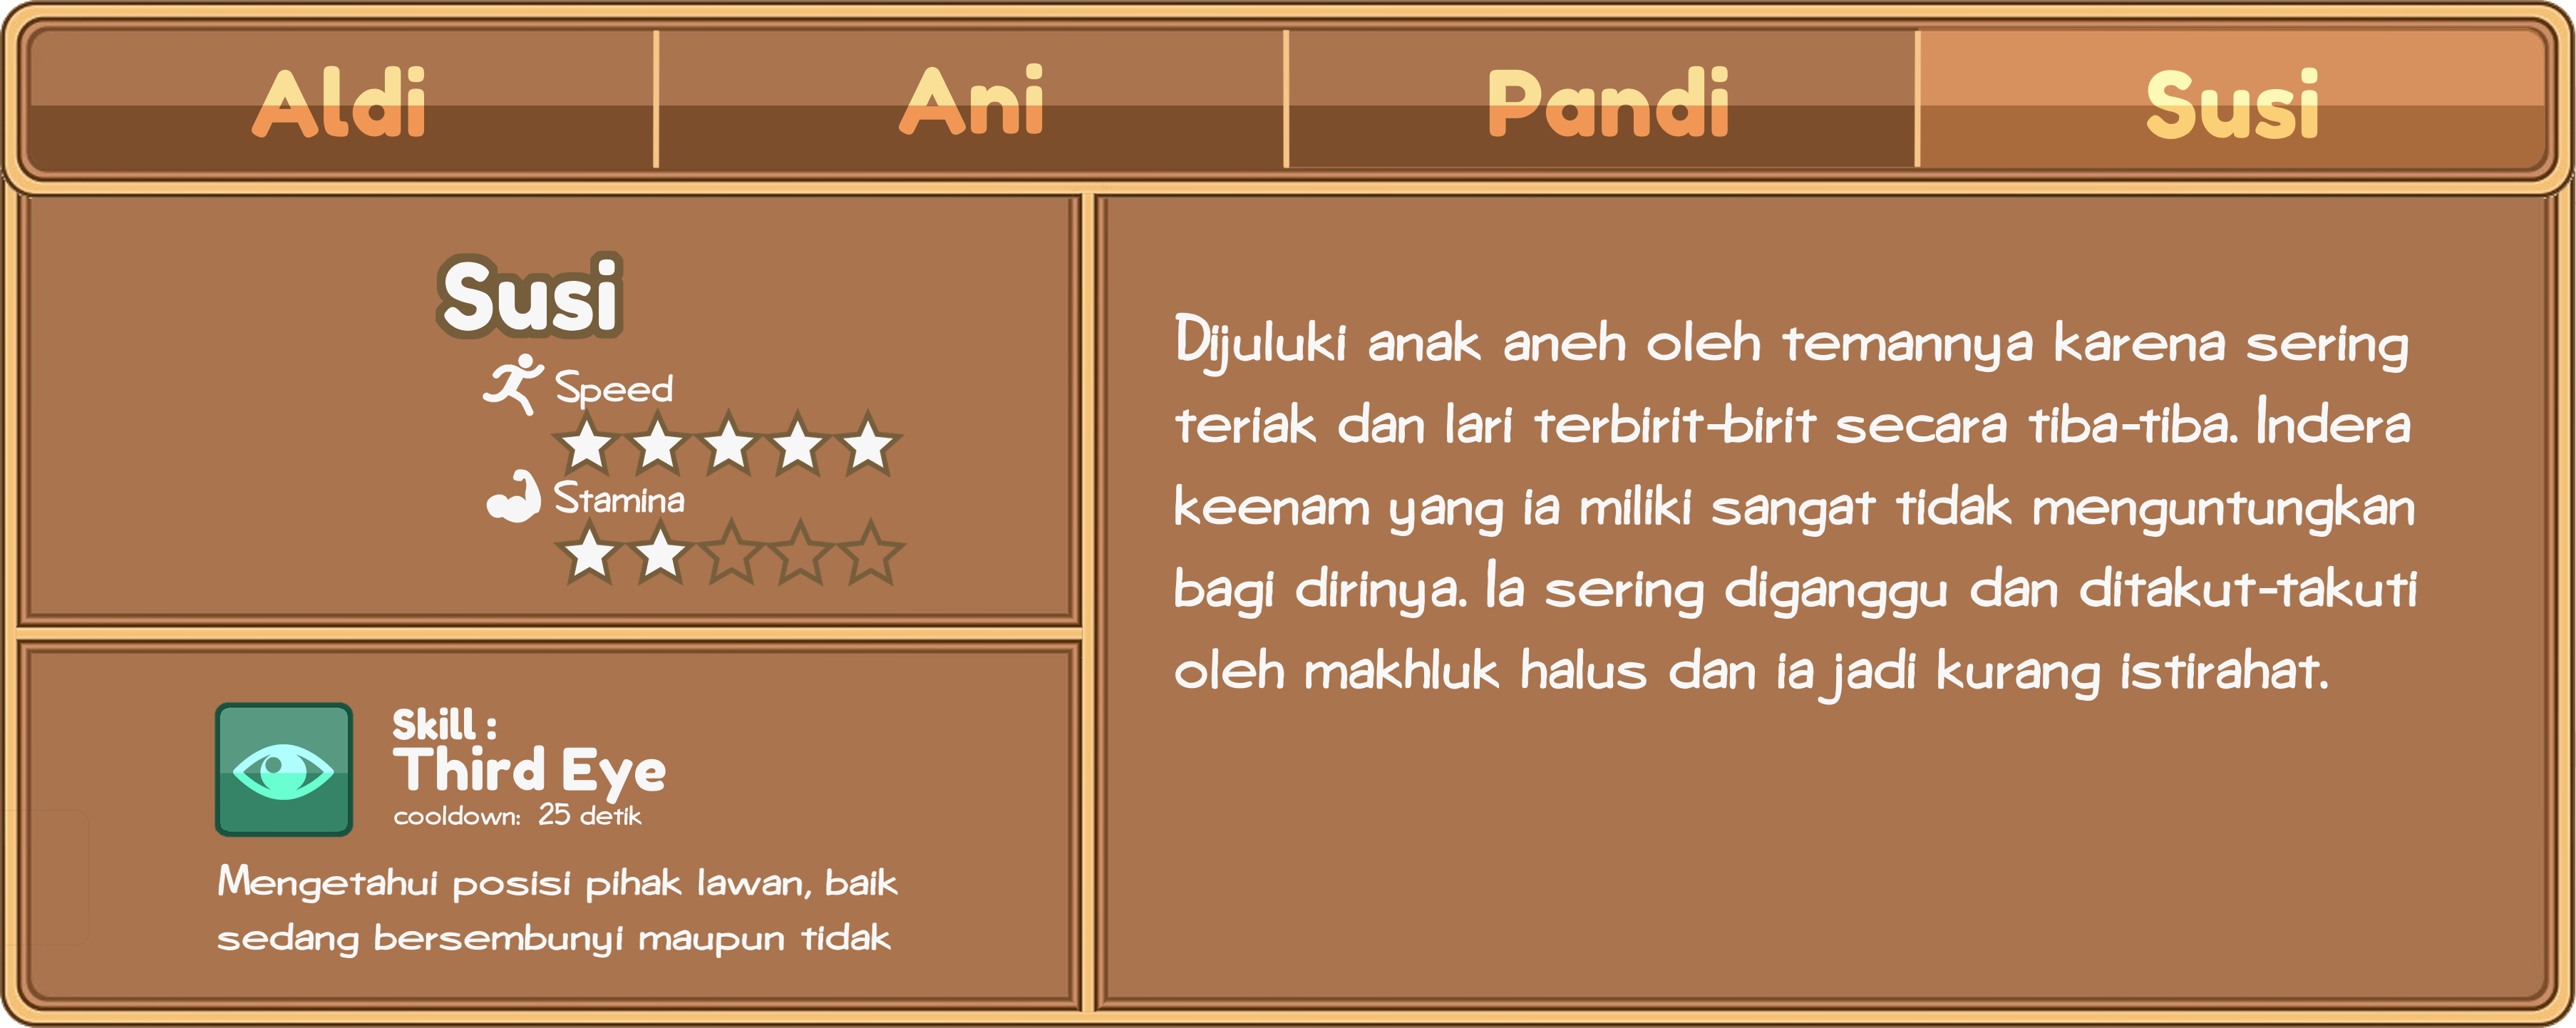 Aldi
Ani
Pandi
Susi
Susi
Speed
Stamina
Skill :
Third Eye
cooldown: 25 detik
Mengetahui posisi pihak lawan, baik
sedang bersembunyi maupun tidak
Dijuluki anak aneh oleh temannya karena sering
teriak dan lari terbirit-birit secara tiba-tiba. Indera
keenam yang ia miliki sangat tidak menguntungkan
bagi dirinya. Ia sering diganggu dan ditakut-takuti
oleh makhluk halus dan ia jadi kurang istirahat.